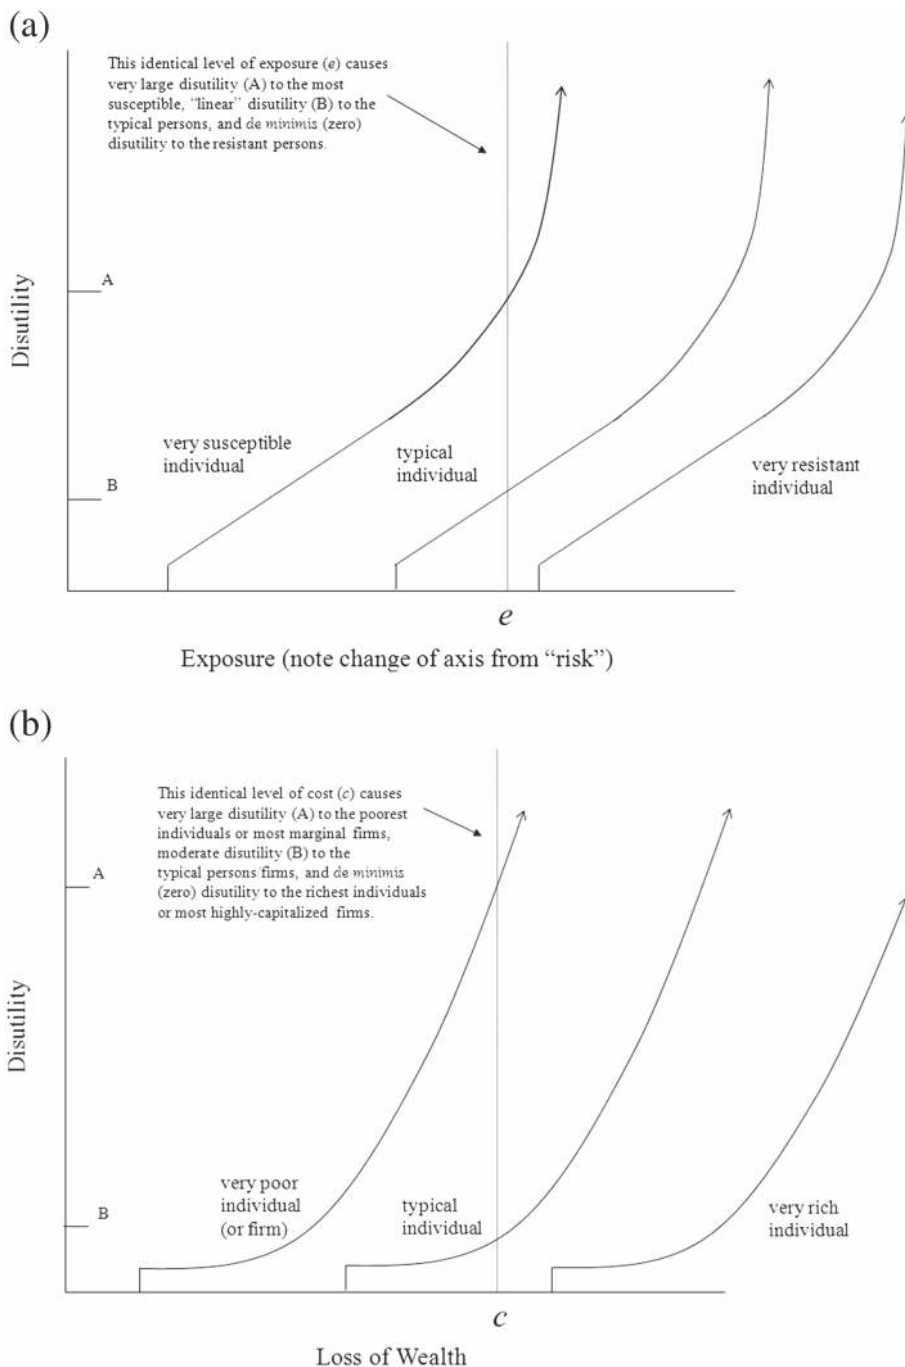 (a)
This identical level of exposure (e) causes
very large disutility (A) to the most
susceptible, “linear” disutility (B) to the
typical persons, and de minimis (zero)
disutility to the resistant persons.
A
Disutility
very susceptible
individual
typical
individual
very resistant
individual
B
e
Exposure (note change of axis from “risk”)
(b)
This identical level of cost (c) causes
very large disutility (A) to the poorest
individuals or most marginal firms,
moderate disutility (B) to the
typical persons/firms, and de minimis
(zero) disutility to the richest individuals
or most highly-capitalized firms.
A
Disutility
very poor
individual
(or firm)
typical
individual
very rich
individual
B
c
Loss of Wealth